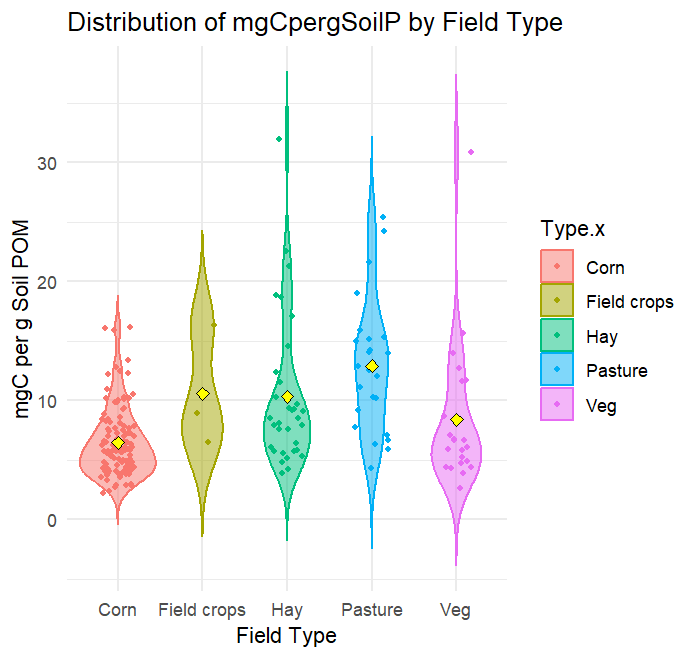 Distribution of mgCpergSoilP by Field Type
mgC per g Soil POM
30
20
10
0
Corn
Field crops
Hay
Pasture
Veg
Field Type
Type.x
Corn
Field crops
Hay
Pasture
Veg